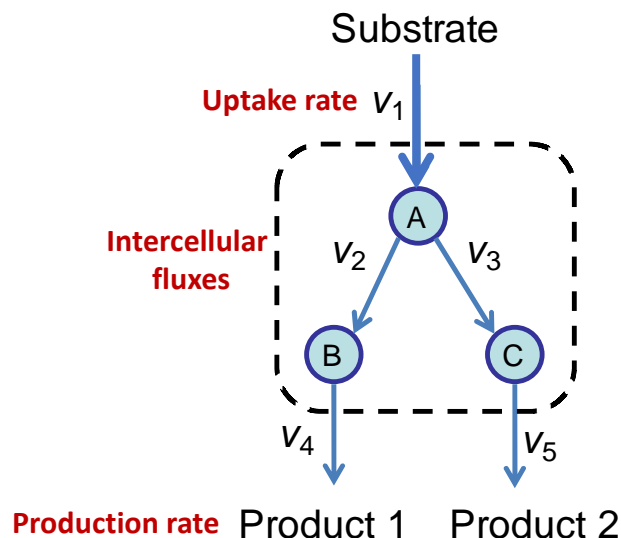 Substrate
Uptake rate v1
A
Intercellular
fluxes
v2 v3
B C
v4 v5
Production rate Product 1 Product 2